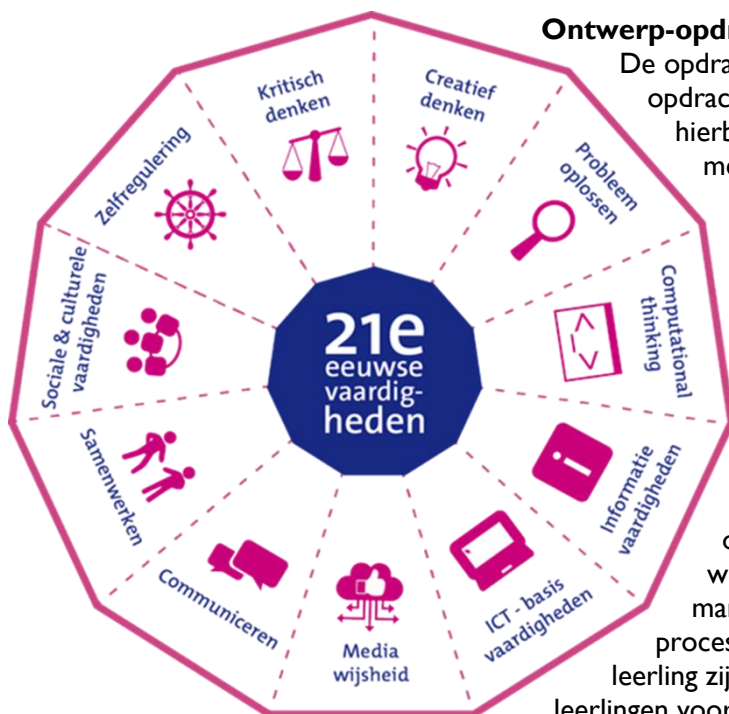 Ontwerp-opdr
De opdra
opdrac
hierb
me
21e
eeuwse
vaardig-
heden
Kritisch
denken
Creatief
denken
Probleem
oplossen
Computational
thinking
Informatie
vaardigheden
ICT - basis
vaardigheden
Media
wijsheid
Communiceren
Samenwerken
Sociale & culturele
vaardigheden
Zelfregulering
w
mar
proces
leerling zij
leerlingen voor